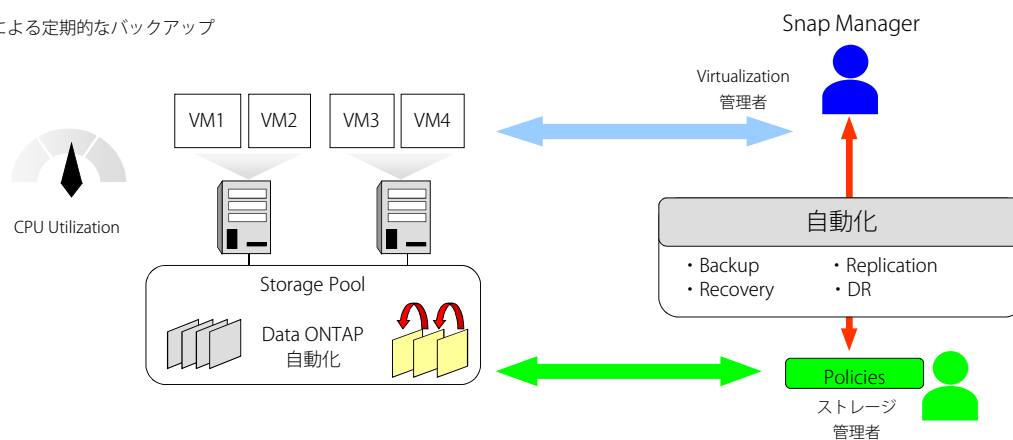 による定期的なバックアップ
Snap Manager
Virtualization
管理者
VM1
VM2
VM3
VM4
CPU Utilization
自動化
・Backup
・Replication
・Recovery
・DR
Storage Pool
Data ONTAP
自動化
Policies
ストレージ
管理者